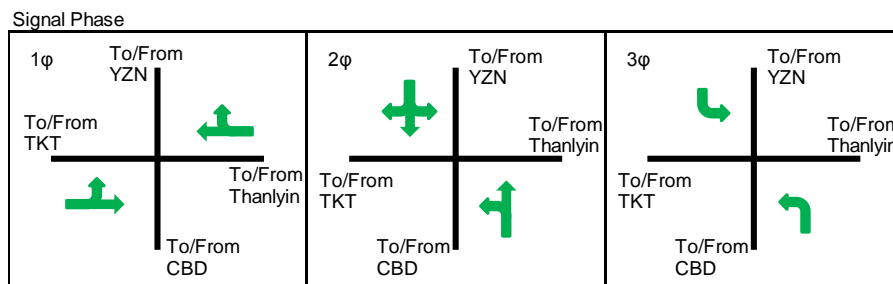 Signal Phase
1φ
To/From
YZN
To/From
TKT
To/From
Thanlyin
To/From
CBD
2φ
To/From
YZN
To/From
Thanlyin
To/From
TKT
To/From
CBD
3φ
To/From
YZN
To/From
Thanlyin
To/From
TKT
To/From
CBD